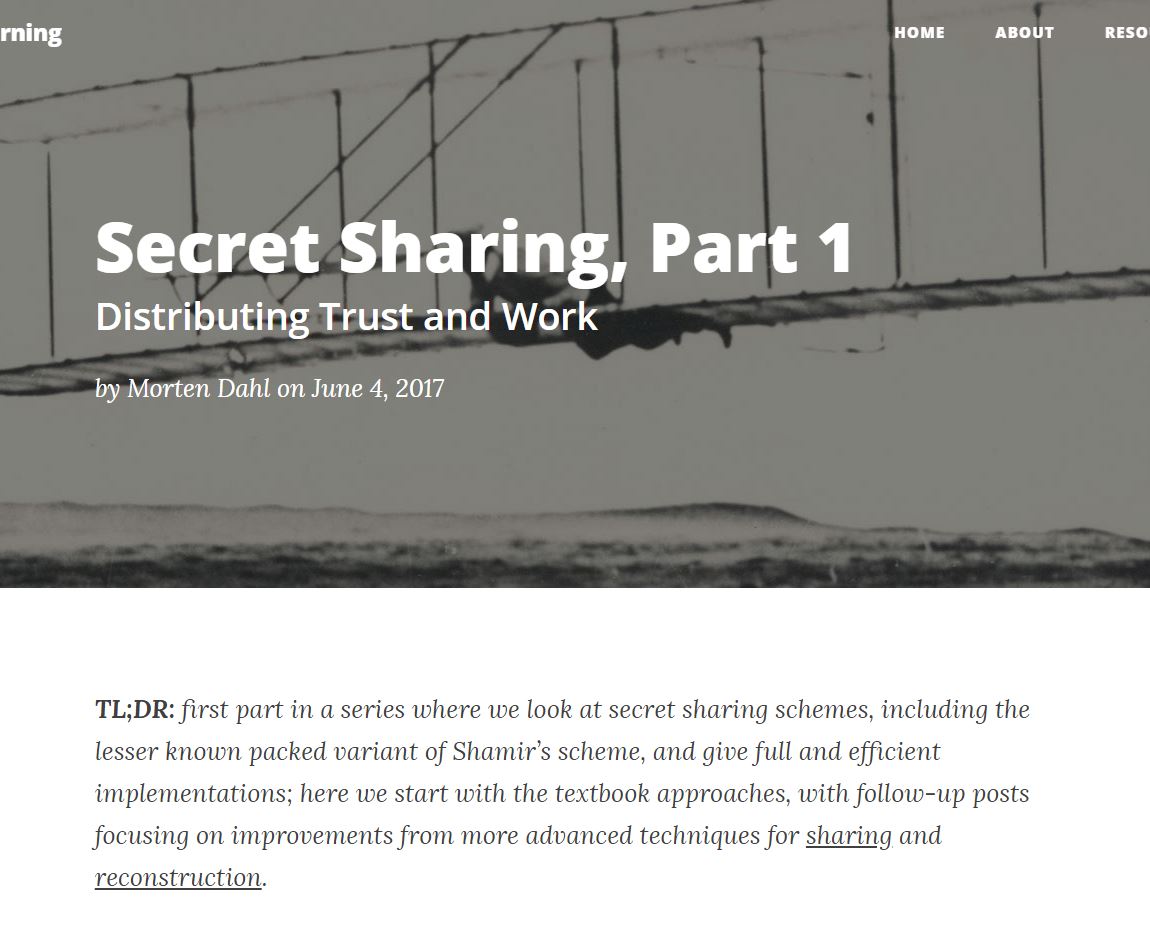 rning
HOME
ABOUT
RESO
Secret Sharing, Part 1
Distributing Trust and Work
by Morten Dahl on June 4, 2017
TL;DR: first part in a series where we look at secret sharing schemes, including the
lesser known packed variant of Shamir’s scheme, and give full and efficient
implementations; here we start with the textbook approaches, with follow-up posts
focusing on improvements from more advanced techniques for sharing and
reconstruction.